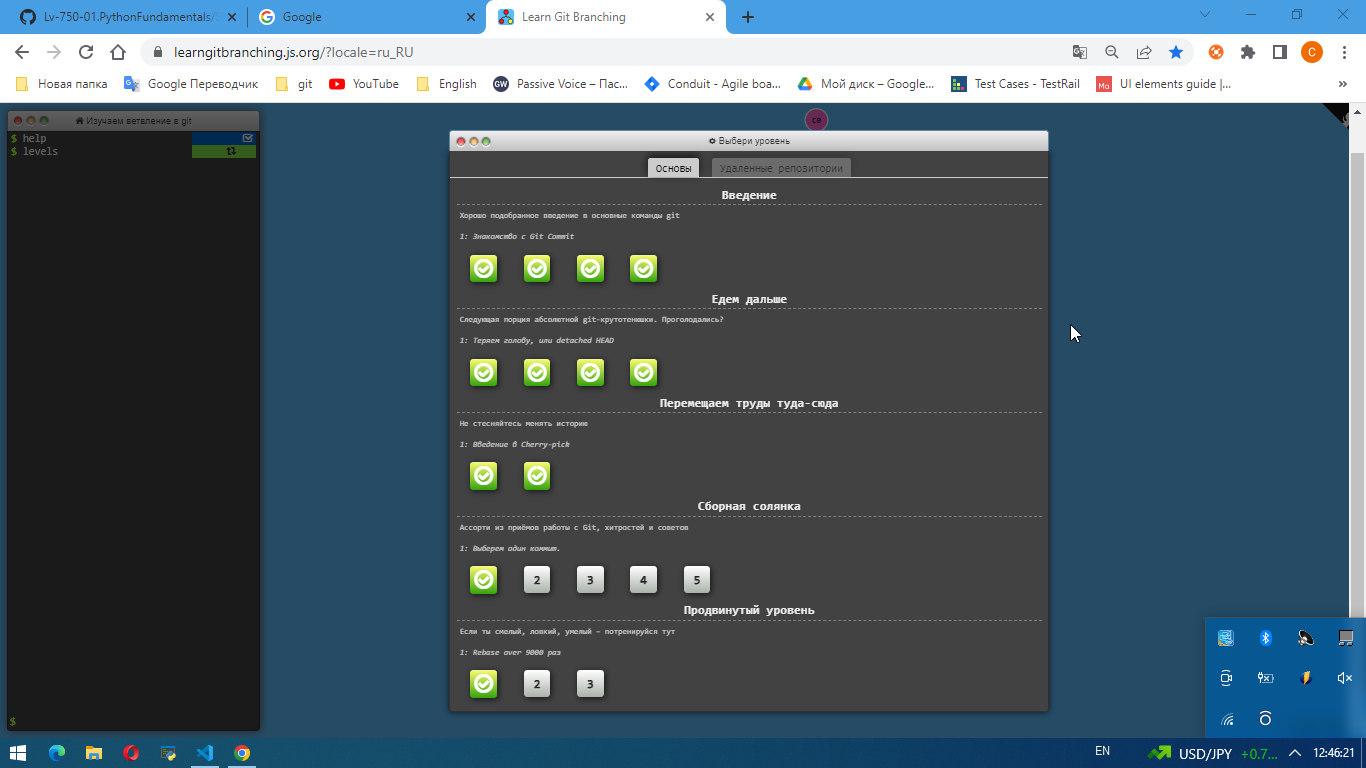 Lv-750-01.PythonFundamentals/
Google
Learn Git Branching
learngitbranching.js.org/?locale=ru_RU
C
Новая папка
Google Переводчик
git
YouTube
English
GW
Passive Voice – Пас...
Conduit - Agile boa...
Мой диск – Google...
Test Cases - TestRail
Ma
UI elements guide |...
»
Изучаем ветвление в git
$ help
$ levels
$
c0
Выбери уровень
Основы
Удаленные репозитории
Введение
Хорошо подобранное введение в основные команды git
1: Знакомство с Git Commit
Едем дальше
Следующая порция абсолютной git-крутотенюшки. Проголодались?
1: Теряем голову, или detached HEAD
Перемещаем труды туда-сюда
Не стесняйтесь менять историю
1: Введение в Cherry-pick
Сборная солянка
Ассорти из приёмов работы с Git, хитростей и советов
1: Выберем один коммит.
2 3 4 5
Продвинутый уровень
Если ты смелый, ловкий, умелый – потренируйся тут
1: Rebase over 9000 раз
2 3
EN
USD/JPY +0.7...
12:46:21